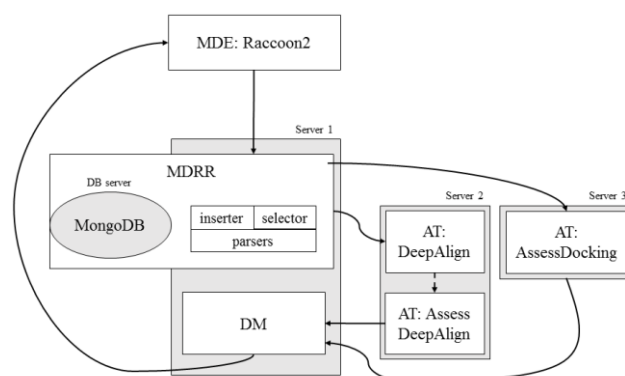 MDE: Raccoon2
Server 1
MDRR
DB server
MongoDB
inserter
selector
parsers
Server 2
AT:
DeepAlign
AT: Assess
DeepAlign
Server 3
AT:
AssessDocking
DM